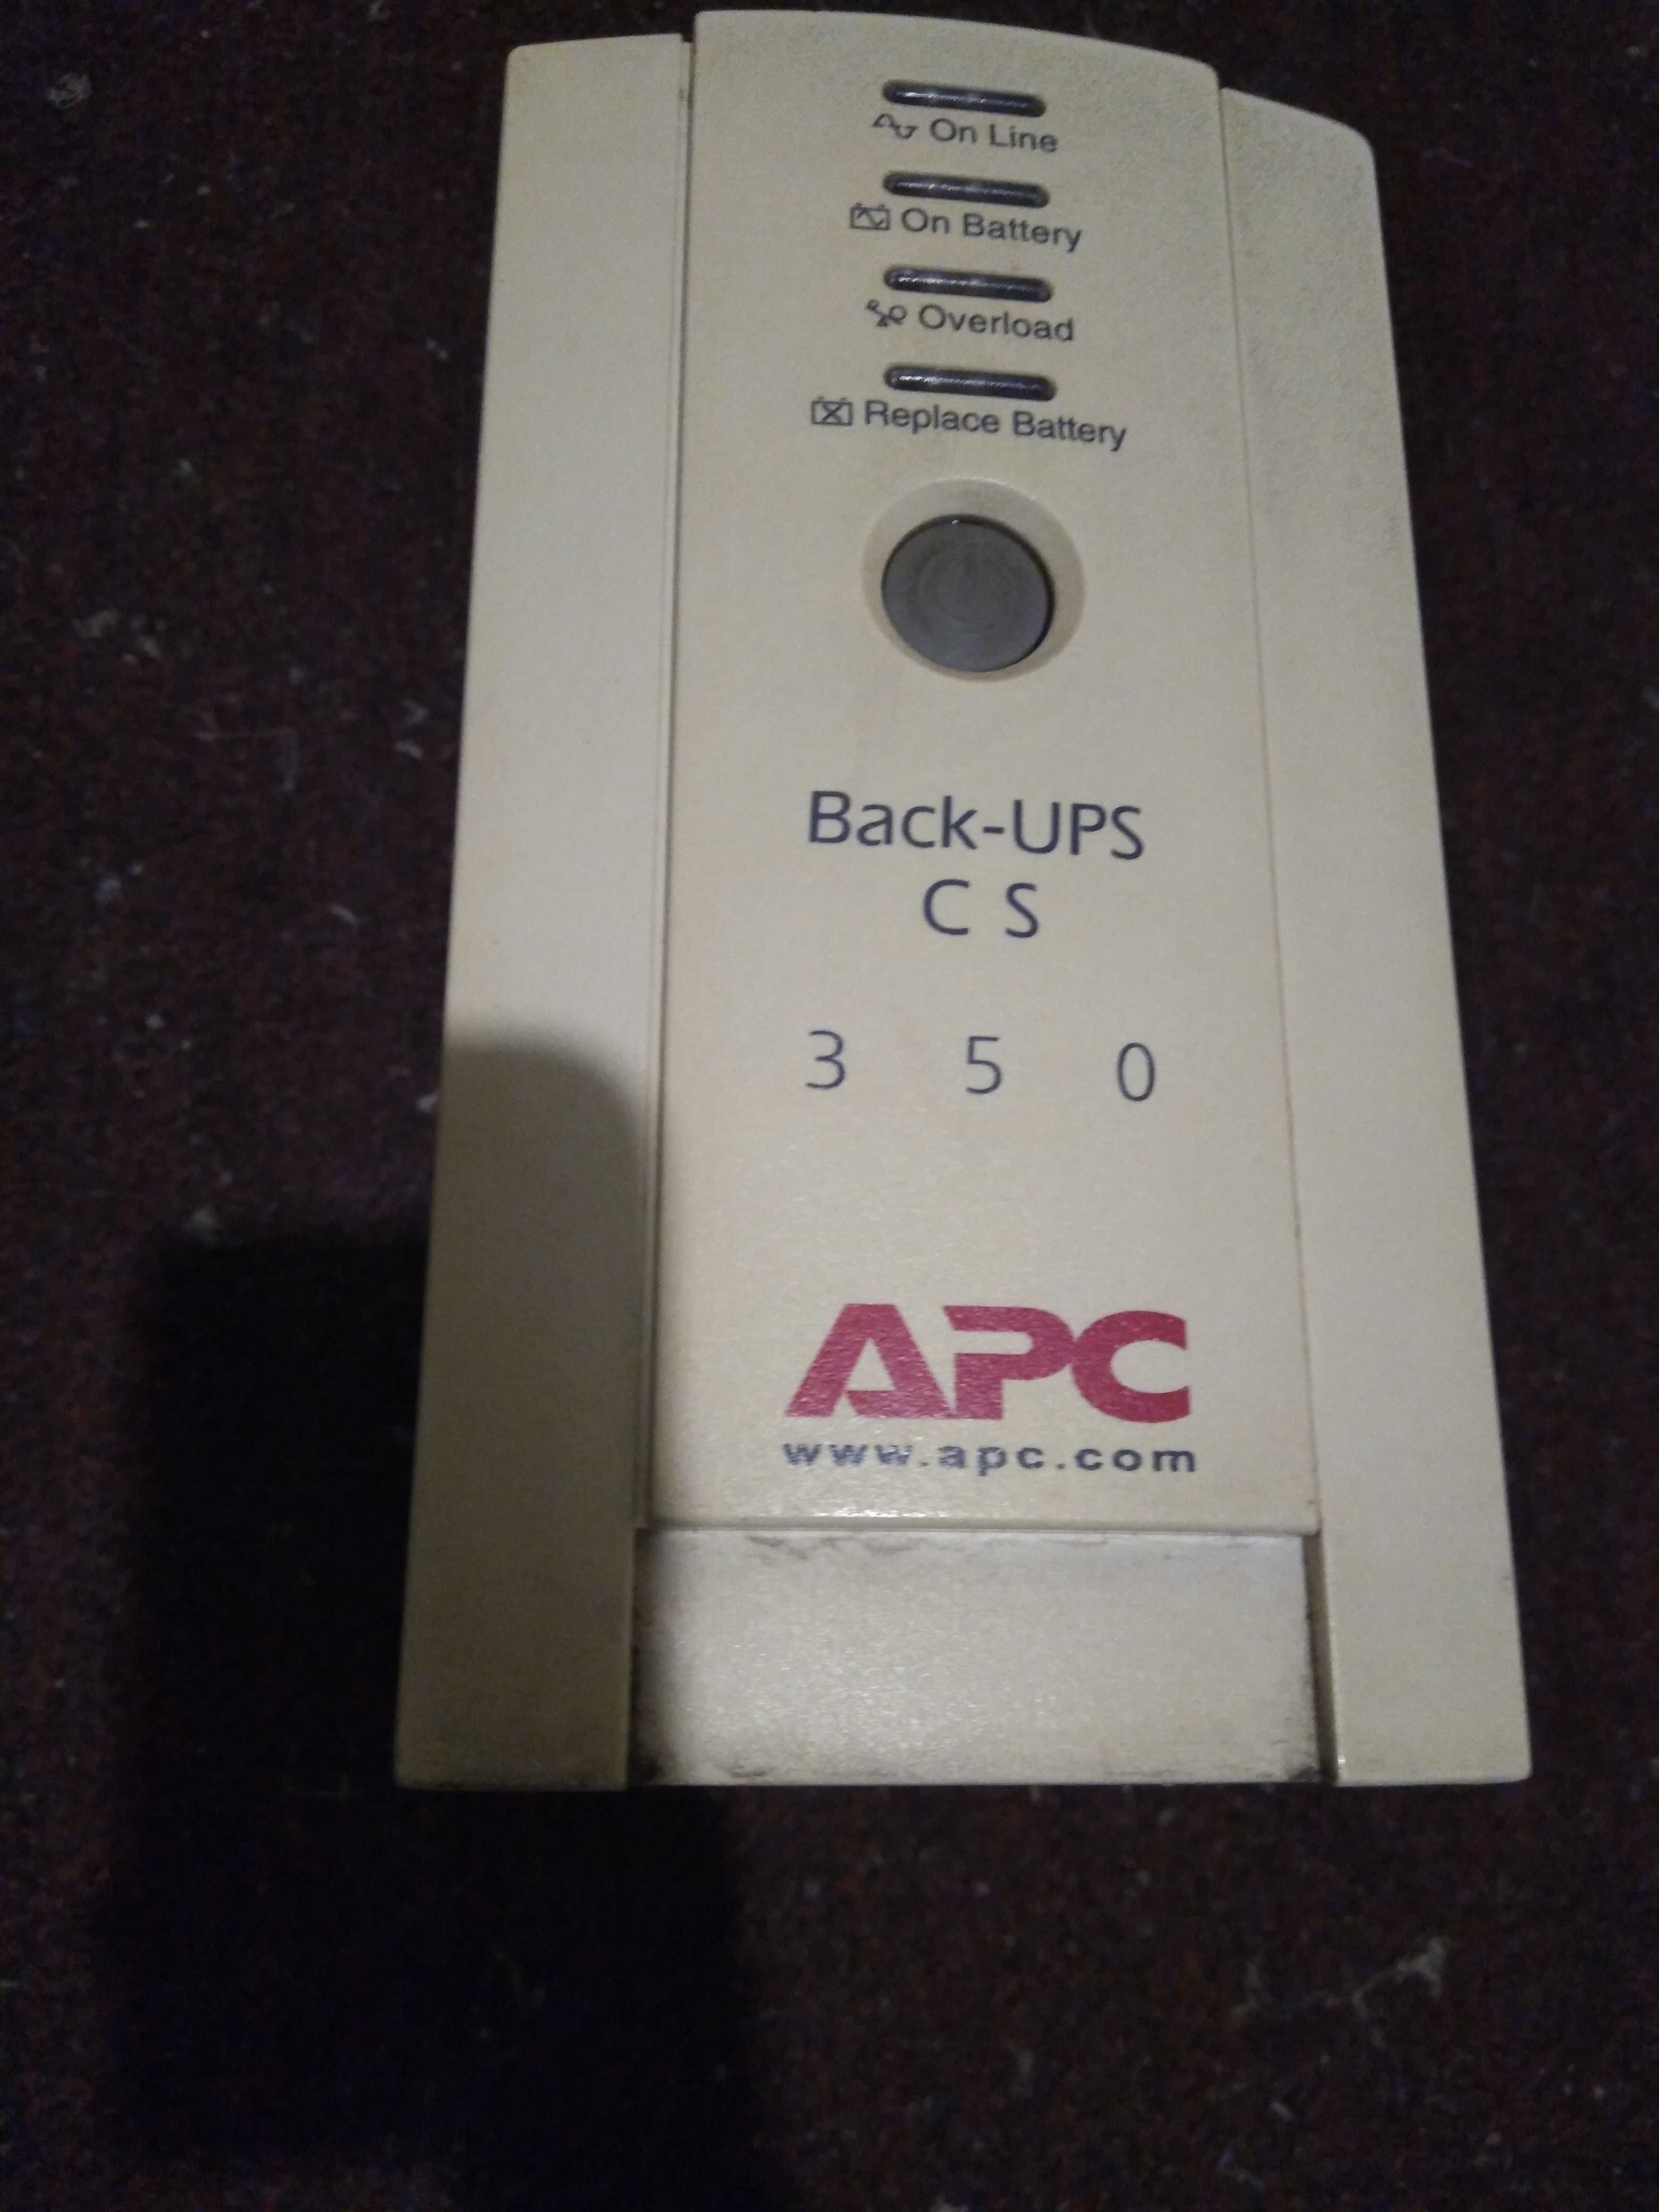 On Line
On Battery
Overload
Replace Battery
Back-UPS
CS
350
APC
www.apc.com